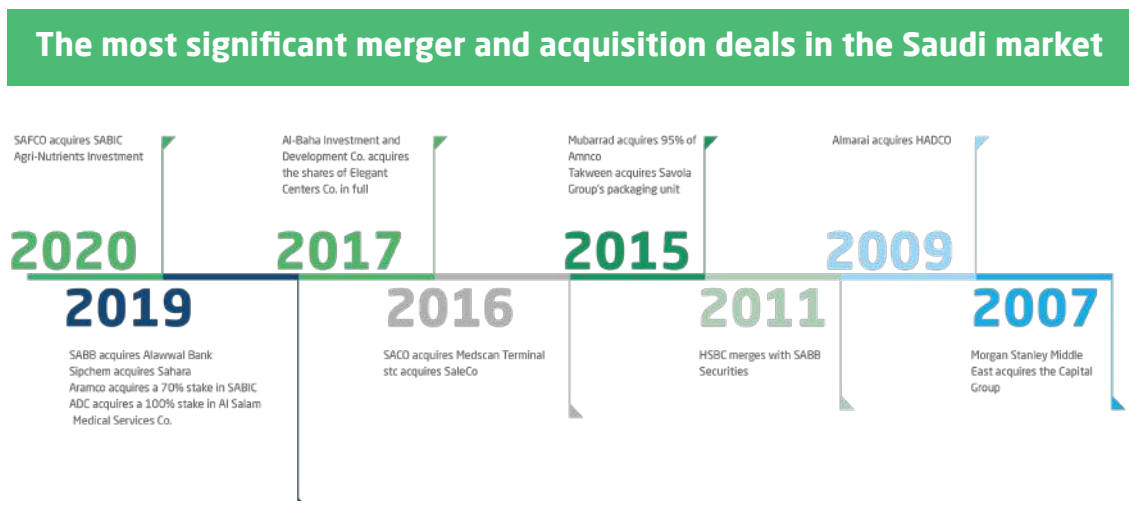 The most significant merger and acquisition deals in the Saudi market
SAFCO acquires SABIC
Agri-Nutrients Investment
2020
2019
SABB acquires Alawwal Bank
Sipchem acquires Sahara
Aramco acquires a 70% stake in SABIC
ADC acquires a 100% stake in Al Salam
Medical Services Co.
Al-Baha Investment and
Development Co. acquires
the shares of Elegant
Centers Co. in full
2017
2016
SACO acquires Medscan Terminal
stc acquires SaleCo
Mubarrad acquires 95% of
Amnco
Takween acquires Savola
Group's packaging unit
2015
2011
HSBC merges with SABB
Securities
Almarai acquires HADCO
2009
2007
Morgan Stanley Middle
East acquires the Capital
Group